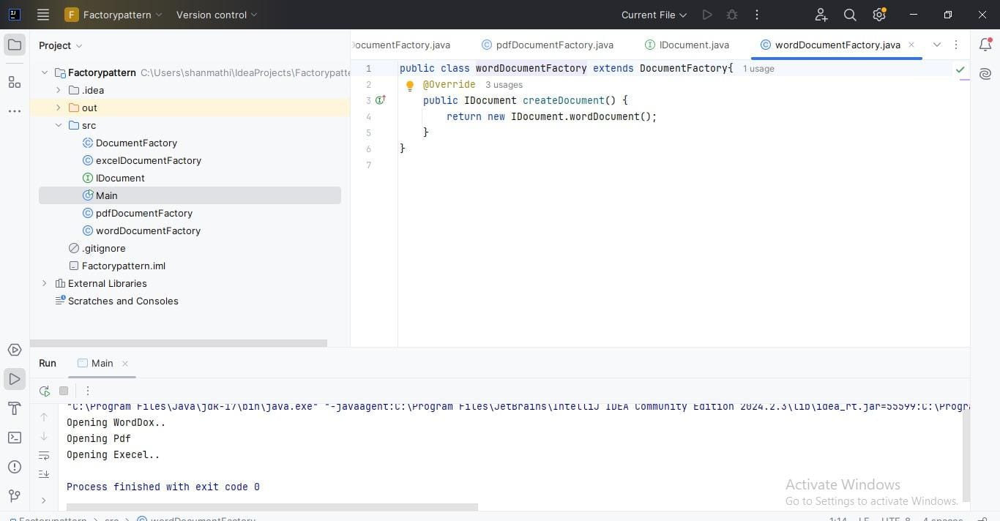 F Factorypattern Version control Current File
Project
ocumentFactory.java pdfDocumentFactory.java IDocument.java wordDocumentFactory.java
Factorypattern C:\Users\shanmathi\IdeaProjects\Factorypatte
.idea
out
src
DocumentFactory
excelDocumentFactory
IDocument
Main
pdfDocumentFactory
wordDocumentFactory
.gitignore
Factorypattern.iml
External Libraries
Scratches and Consoles
1 public class wordDocumentFactory extends DocumentFactory{ 1 usage
2 @Override 3 usages
3 public IDocument createDocument() {
4 return new IDocument.wordDocument();
5 }
6 }
7
Run Main
"C:\Program Files\Java\jdk-17\bin\java.exe" "-javaagent:C:\Program Files\JetBrains\IntelliJ IDEA Community Edition 2024.2.3\lib\idea_rt.jar=55599:C:\Progra
Opening WordDox..
Opening Pdf
Opening Execel..
Process finished with exit code 0
Activate Windows
Go to Settings to activate Windows.
Factorypattern > src > wordDocumentFactory 1:14 LF UTF-8 4 spaces